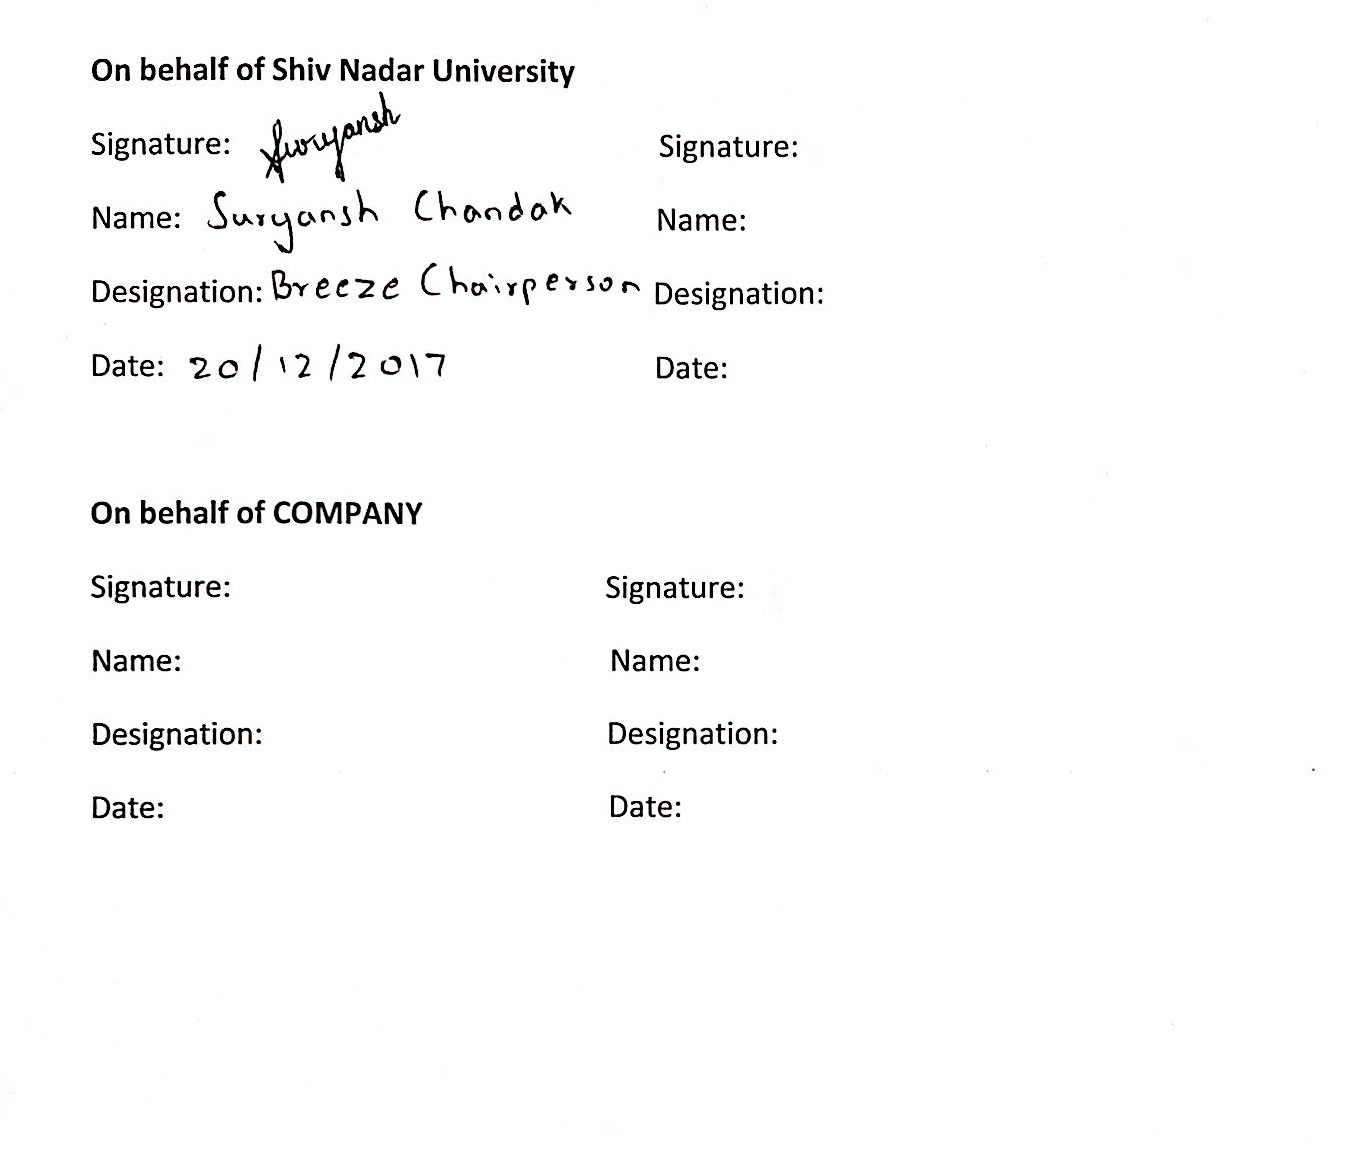 On behalf of Shiv Nadar University
Signature: Suryansh Signature:
Name: Suryansh Chandak Name:
Designation: Breeze Chairperson Designation:
Date: 20/12/2017 Date:
On behalf of COMPANY
Signature: Signature:
Name: Name:
Designation: Designation:
Date: Date: